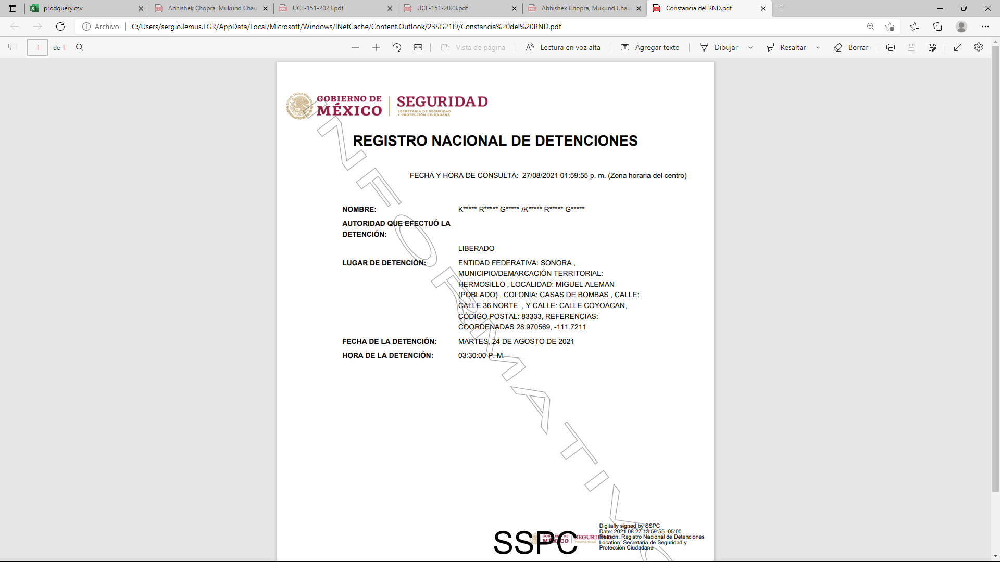 prodquery.csv
Abhishek Chopra, Mukund Chau
UCE-151-2023.pdf
UCE-151-2023.pdf
Abhishek Chopra, Mukund Chau
Constancia del RND.pdf
Archivo
C:/Users/sergio.lemus.FGR/AppData/Local/Microsoft/Windows/INetCache/Content.Outlook/23SG21I9/Constancia%20del%20RND.pdf
1 de 1
Vista de página
Lectura en voz alta
Agregar texto
Dibujar
Resaltar
Borrar
GOBIERNO DE MÉXICO
SEGURIDAD
SECRETARÍA DE SEGURIDAD
Y PROTECCIÓN CIUDADANA
REGISTRO NACIONAL DE DETENCIONES
FECHA Y HORA DE CONSULTA: 27/08/2021 01:59:55 p. m. (Zona horaria del centro)
NOMBRE: K***** R***** G***** /K***** R***** G*****
AUTORIDAD QUE EFECTUÓ LA
DETENCIÓN:
LIBERADO
LUGAR DE DETENCIÓN: ENTIDAD FEDERATIVA: SONORA ,
MUNICIPIO/DEMARCACIÓN TERRITORIAL:
HERMOSILLO , LOCALIDAD: MIGUEL ALEMAN
(POBLADO) , COLONIA: CASAS DE BOMBAS , CALLE:
CALLE 36 NORTE , Y CALLE: CALLE COYOACAN,
CÓDIGO POSTAL: 83333, REFERENCIAS:
COORDENADAS 28.970569, -111.7211
FECHA DE LA DETENCIÓN: MARTES, 24 DE AGOSTO DE 2021
HORA DE LA DETENCIÓN: 03:30:00 P. M.
INFORMATIVO
SSPC
GOBIERNO DE MÉXICO
SEGURIDAD
Digitally signed by SSPC
Date: 2021.08.27 13:59:55 -05:00
Reason: Registro Nacional de Detenciones
Location: Secretaria de Seguridad y
Protección Ciudadana